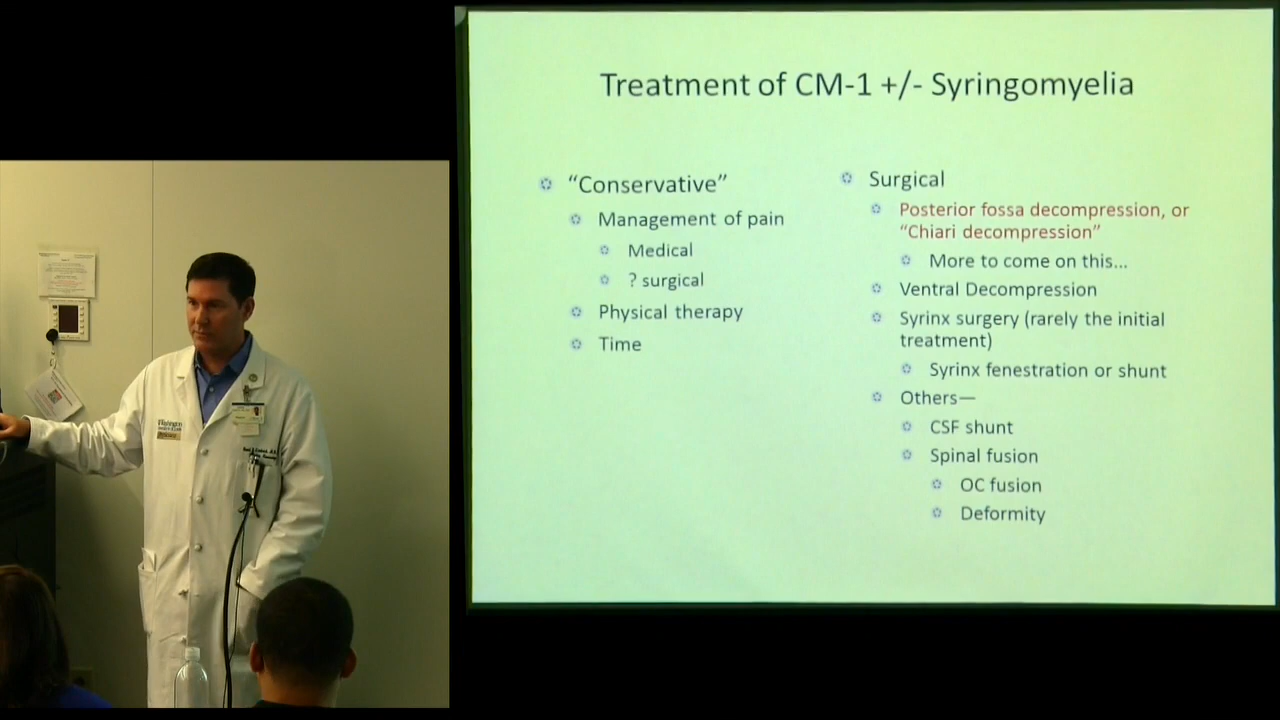 Treatment of CM-1 +/- Syringomyelia
“Conservative”
Management of pain
Medical
? surgical
Physical therapy
Time
Surgical
Posterior fossa decompression, or
“Chiari decompression”
More to come on this...
Ventral Decompression
Syrinx surgery (rarely the initial
treatment)
Syrinx fenestration or shunt
Others—
CSF shunt
Spinal fusion
OC fusion
Deformity
Washington